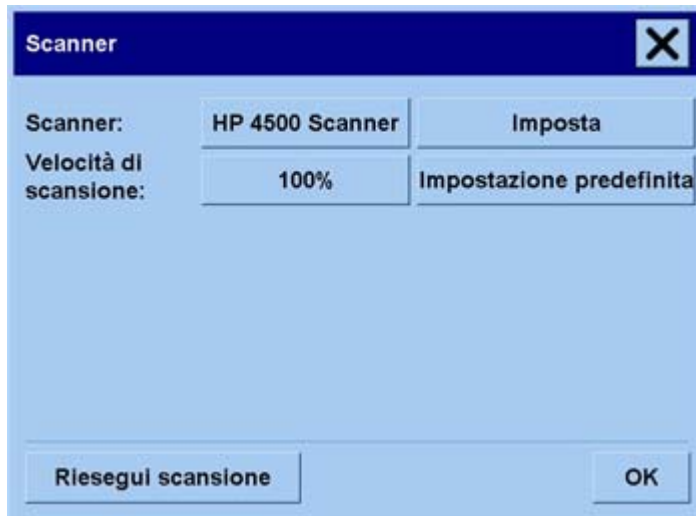 Scanner
Scanner: HP 4500 Scanner Imposta
Velocità di
scansione: 100% Impostazione predefinita
Riesegui scansione OK